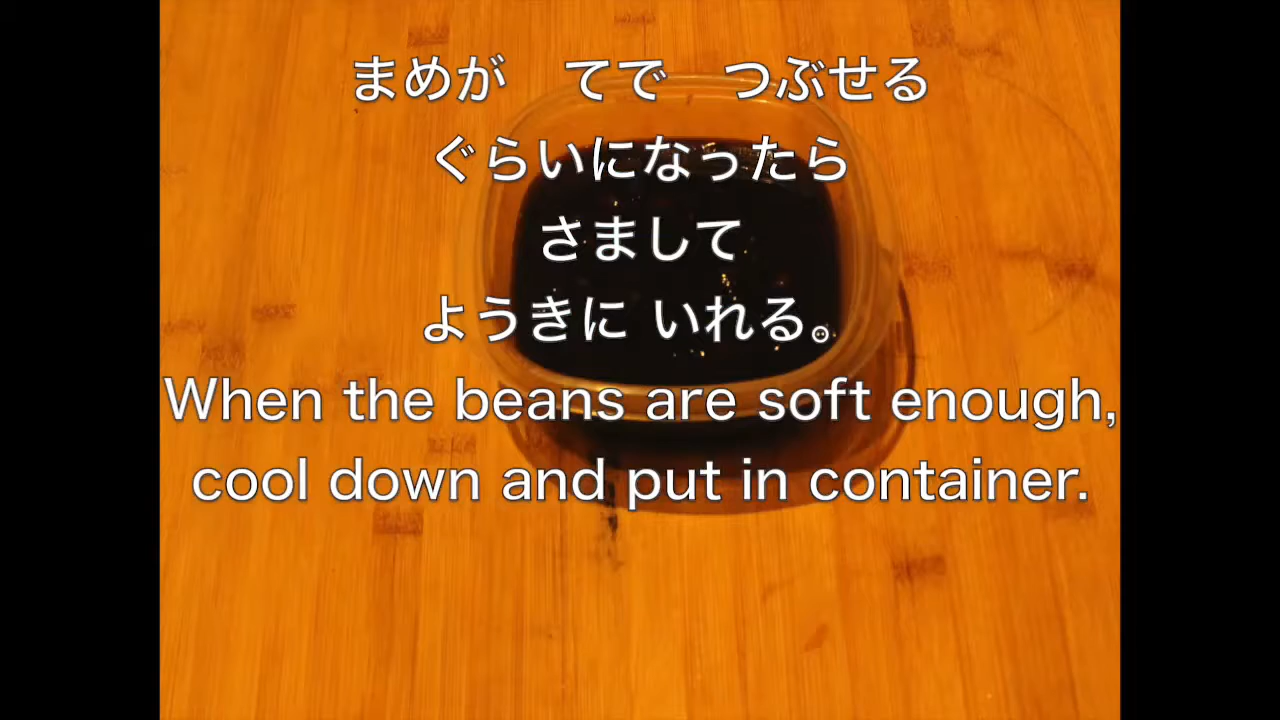 まめが　てで　つぶせる
ぐらいになったら
さまして
ようきに いれる。
When the beans are soft enough,
cool down and put in container.